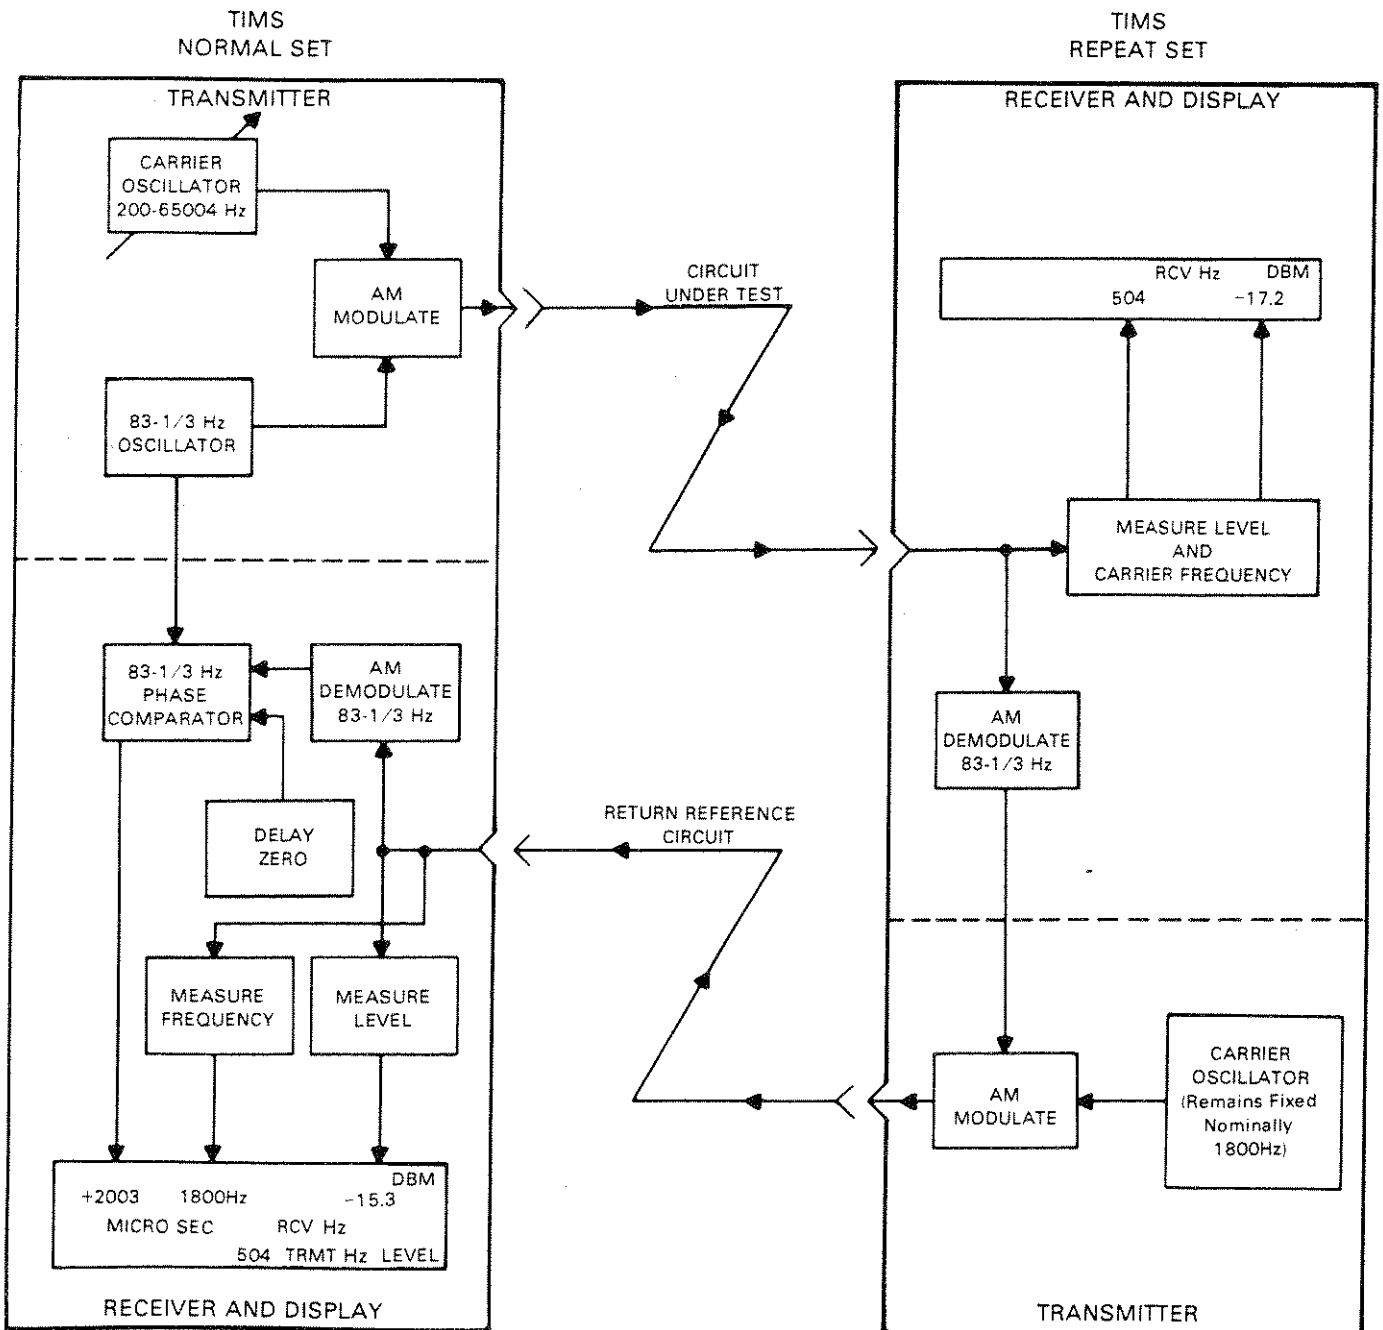 TIMS
NORMAL SET
TRANSMITTER
CARRIER
OSCILLATOR
200-65004 Hz
AM
MODULATE
83-1/3 Hz
OSCILLATOR
83-1/3 Hz
PHASE
COMPARATOR
AM
DEMODULATE
83-1/3 Hz
DELAY
ZERO
MEASURE
FREQUENCY
MEASURE
LEVEL
DBM
+2003 1800Hz -15.3
MICRO SEC RCV Hz
504 TRMT Hz LEVEL
RECEIVER AND DISPLAY
CIRCUIT
UNDER TEST
RETURN REFERENCE
CIRCUIT
TIMS
REPEAT SET
RECEIVER AND DISPLAY
RCV Hz DBM
504 -17.2
MEASURE LEVEL
AND
CARRIER FREQUENCY
AM
DEMODULATE
83-1/3 Hz
AM
MODULATE
CARRIER
OSCILLATOR
(Remains Fixed
Nominally
1800Hz)
TRANSMITTER